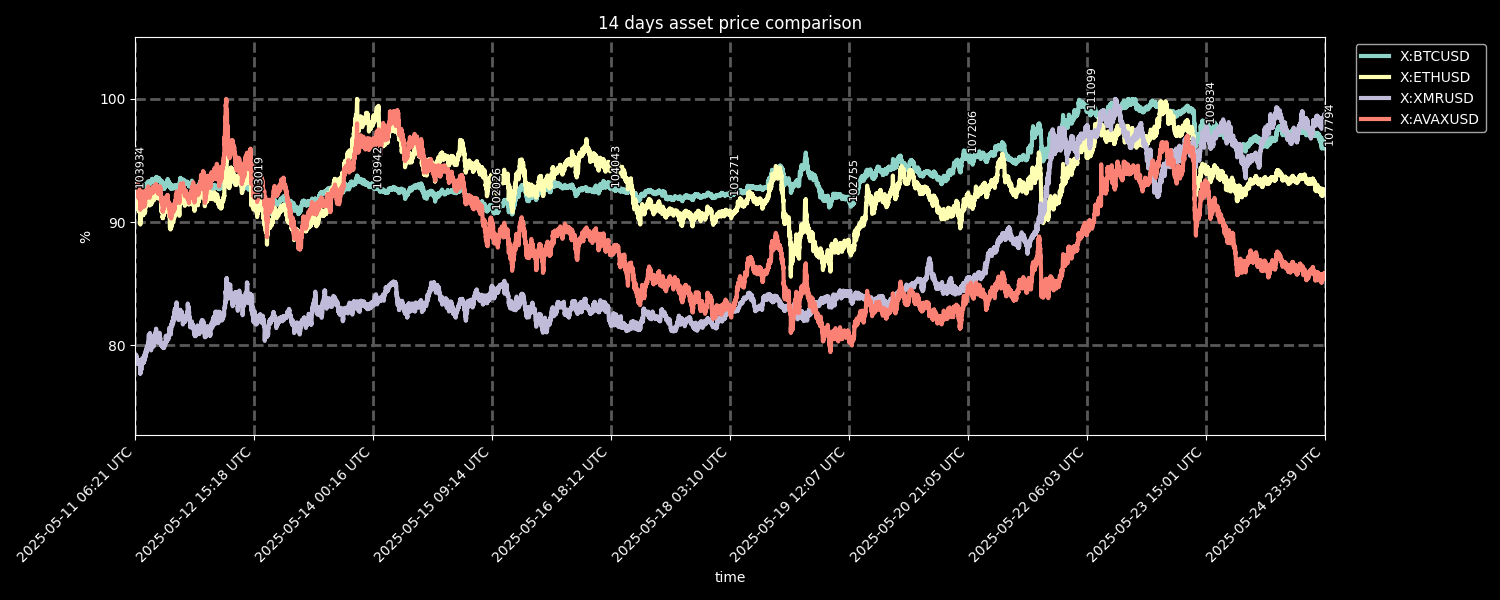 14 days asset price comparison
X:BTCUSD
X:ETHUSD
X:XMRUSD
X:AVAXUSD
100
90
80
%
103934
103019
103942
102026
104043
103271
102755
107206
111099
109834
107794
2025-05-11 06:21 UTC
2025-05-12 15:18 UTC
2025-05-14 00:16 UTC
2025-05-15 09:14 UTC
2025-05-16 18:12 UTC
2025-05-18 03:10 UTC
2025-05-19 12:07 UTC
2025-05-20 21:05 UTC
2025-05-22 06:03 UTC
2025-05-23 15:01 UTC
2025-05-24 23:59 UTC
time